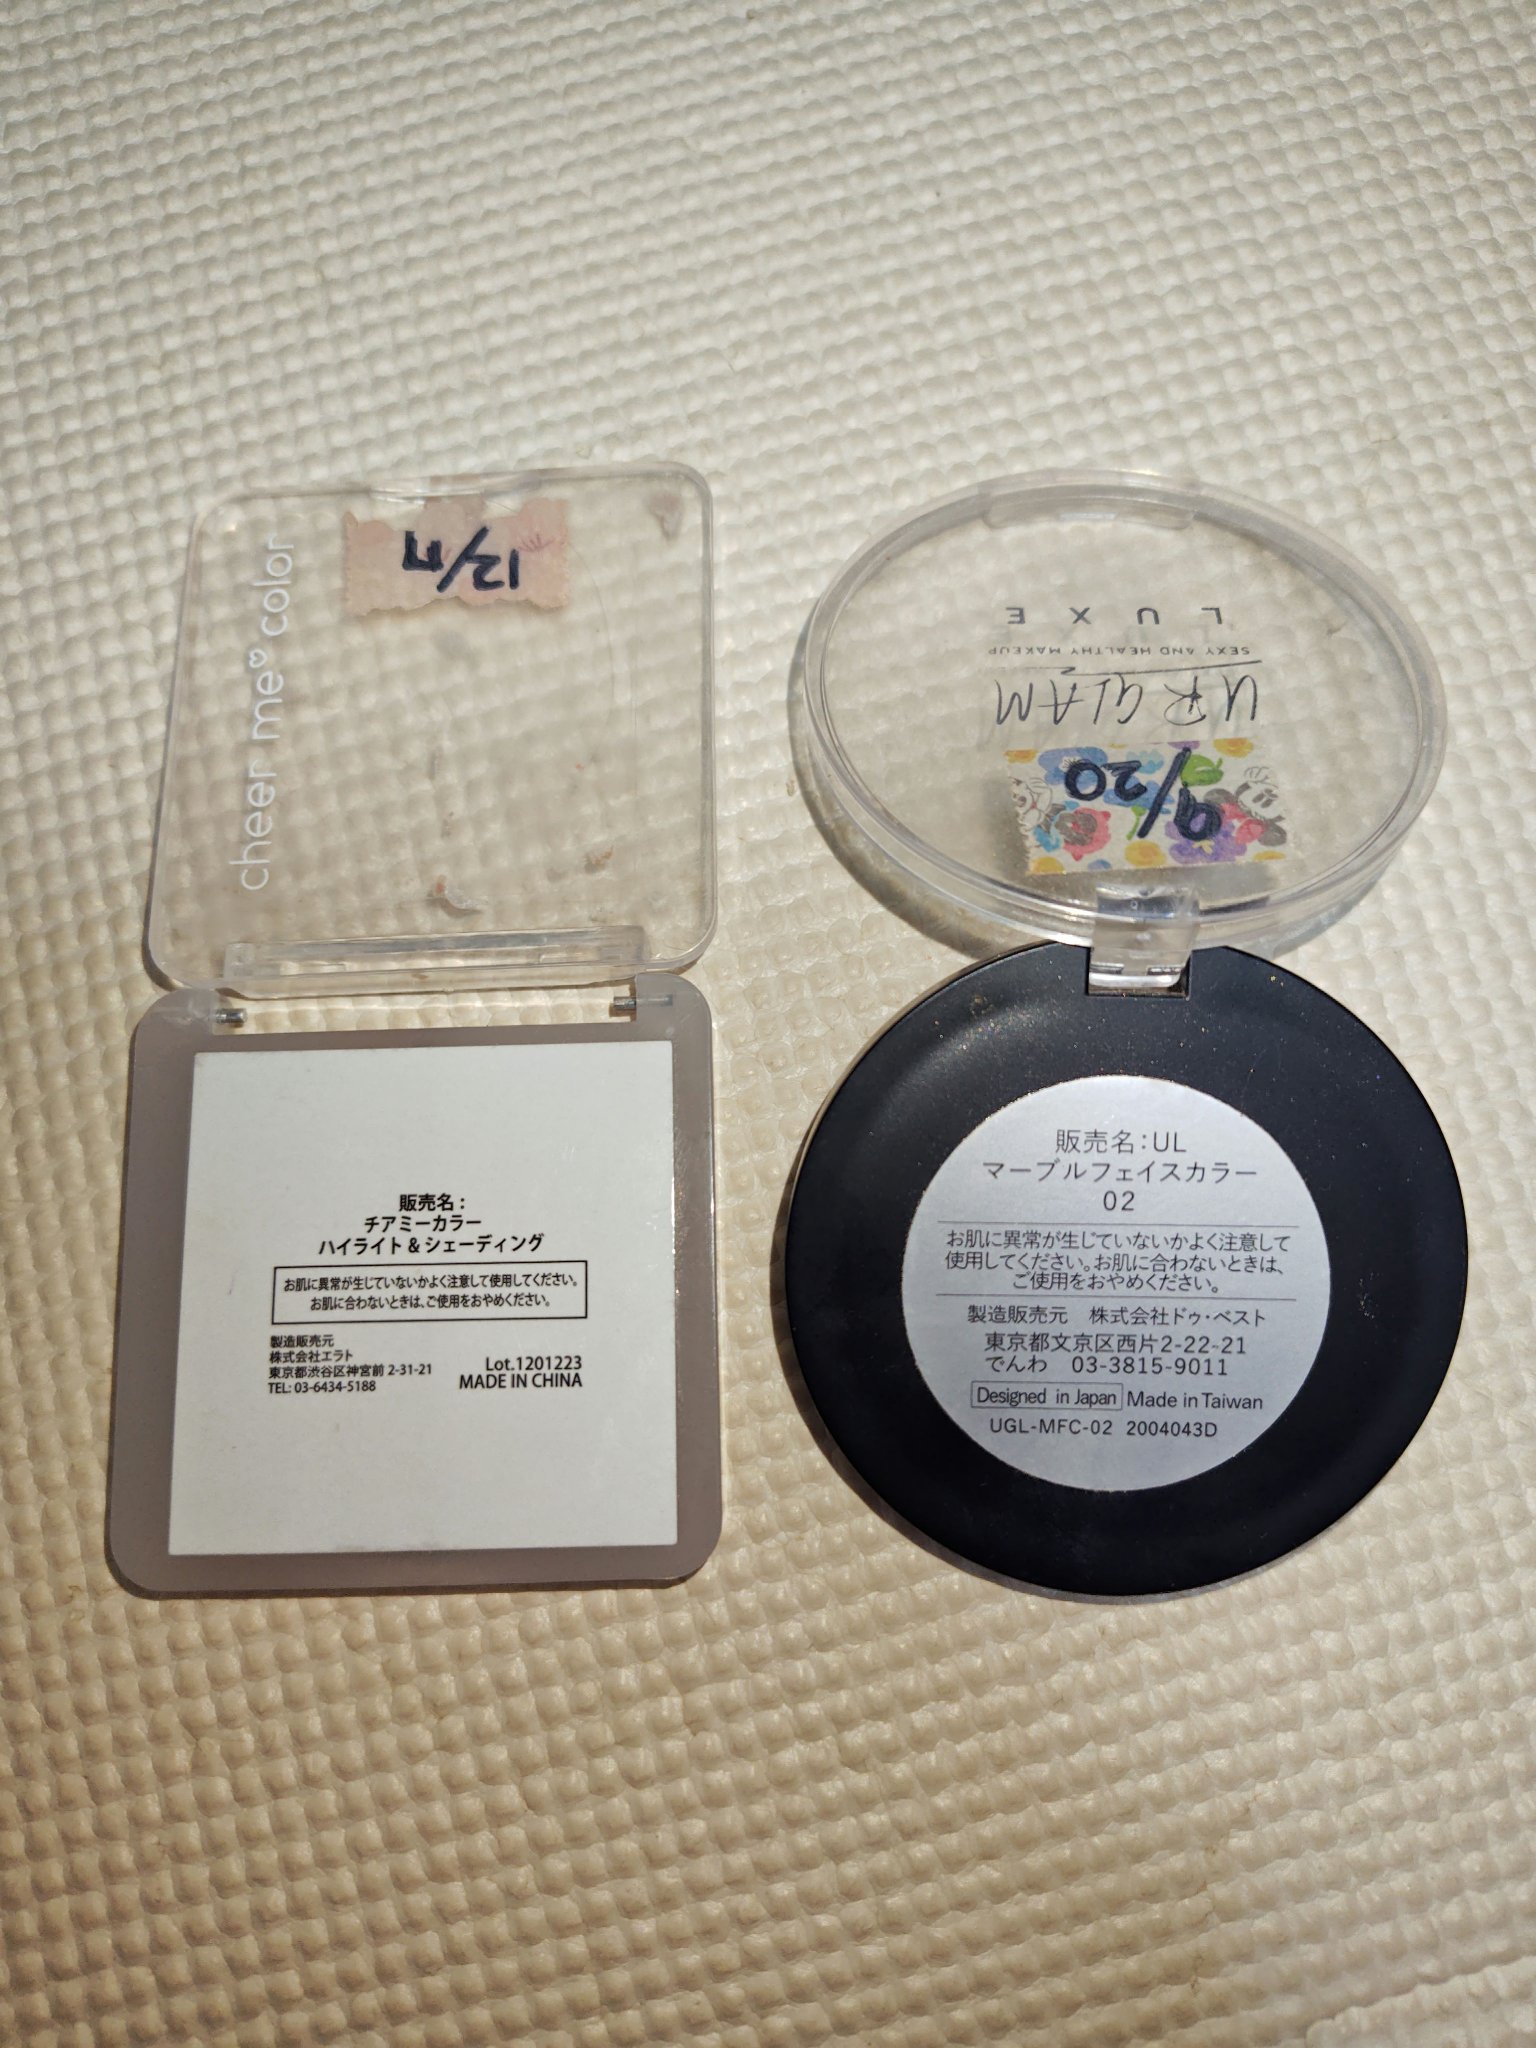 cheer me color
12/17
販売名：
チアミーカラー
ハイライト＆シェーディング
お肌に異常が生じていないかよく注意して使用してください。
お肌に合わないときは、ご使用をおやめください。
製造販売元
株式会社エラト
東京都渋谷区神宮前 2-31-21
TEL: 03-6434-5188
Lot.1201223
MADE IN CHINA
9/20
UR GLAM
SEXY AND HEALTHY MAKEUP
LUXE
販売名：UL
マーブルフェイスカラー
02
お肌に異常が生じていないかよく注意して
使用してください。お肌に合わないときは、
ご使用をおやめください。
製造販売元 株式会社ドゥ・ベスト
東京都文京区西片2-22-21
でんわ 03-3815-9011
Designed in Japan Made in Taiwan
UGL-MFC-02 2004043D